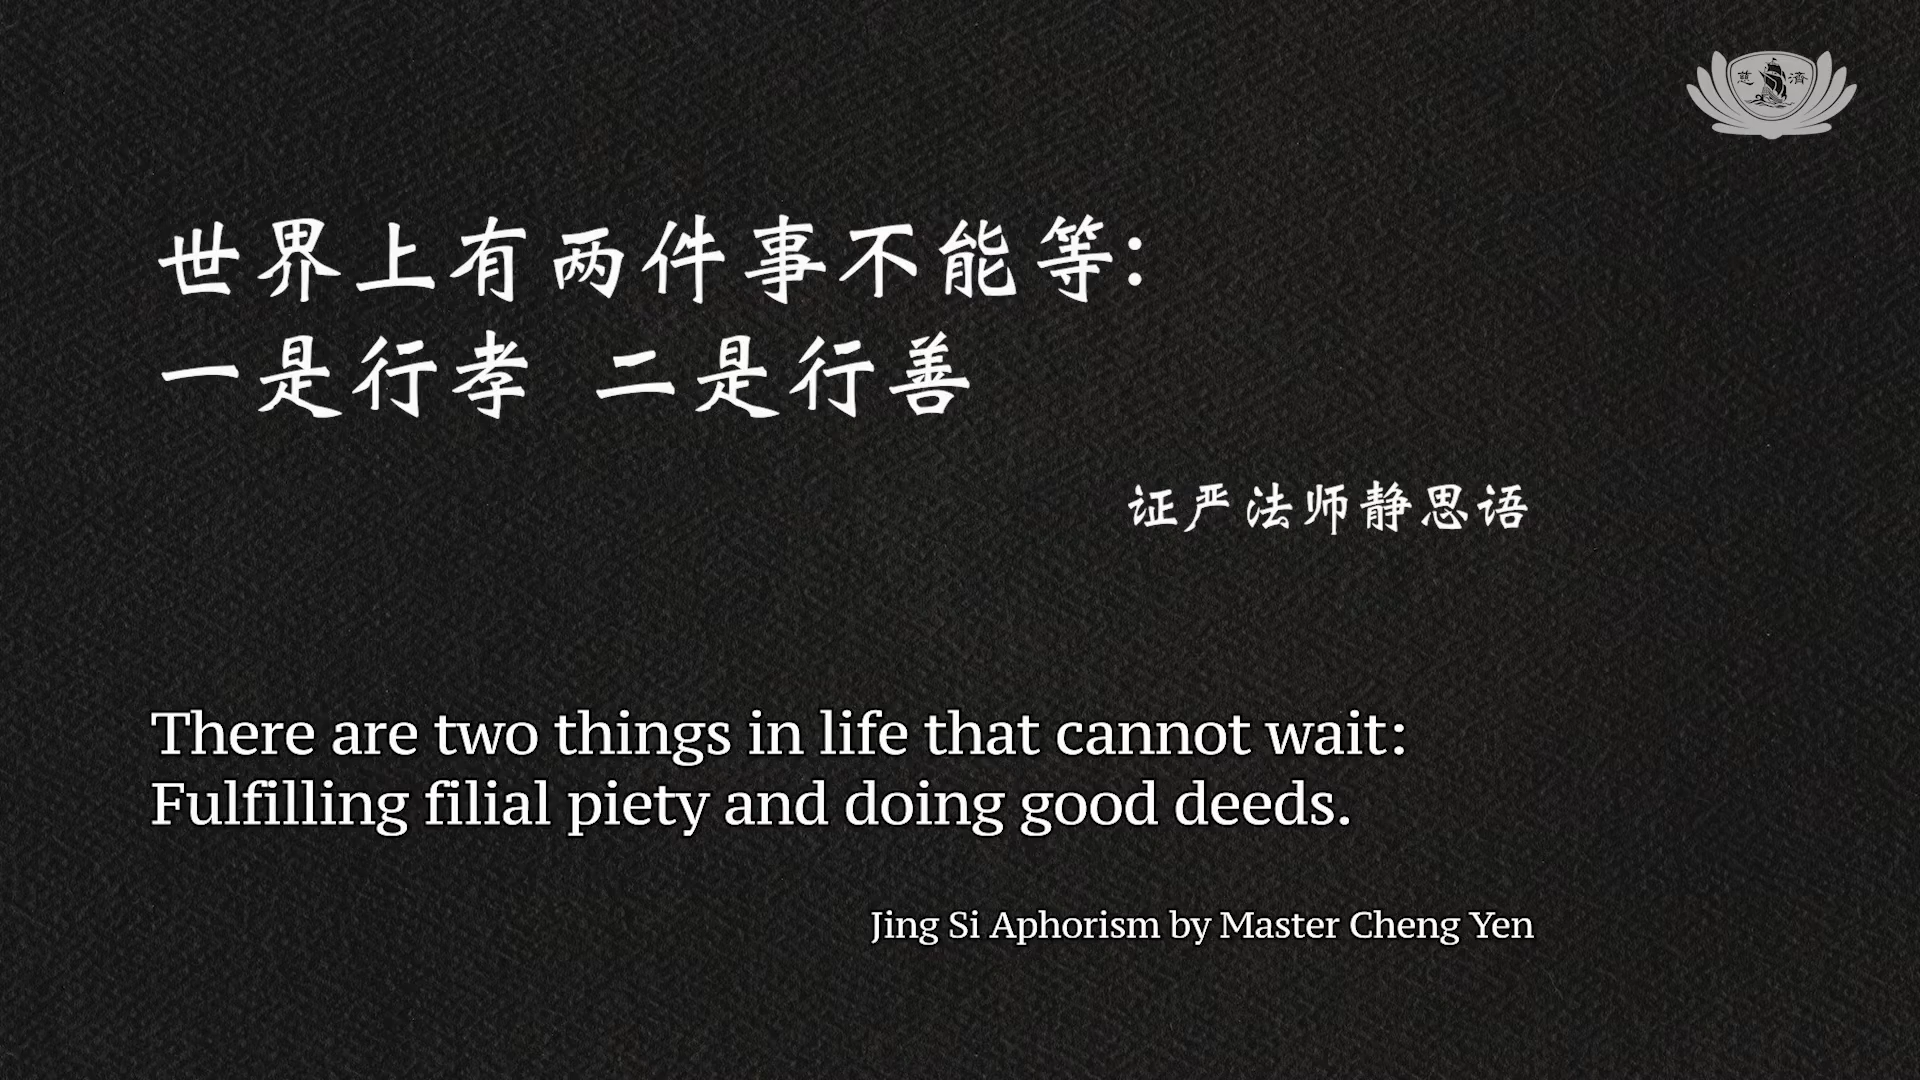 慈 濟
世界上有两件事不能等:
一是行孝 二是行善
证严法师静思语
There are two things in life that cannot wait:
Fulfilling filial piety and doing good deeds.
Jing Si Aphorism by Master Cheng Yen